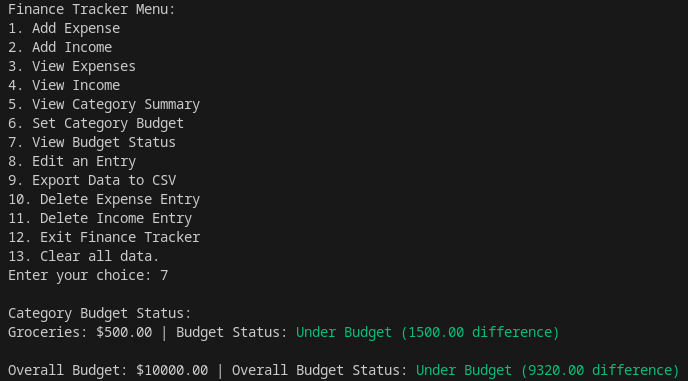 Finance Tracker Menu:
1. Add Expense
2. Add Income
3. View Expenses
4. View Income
5. View Category Summary
6. Set Category Budget
7. View Budget Status
8. Edit an Entry
9. Export Data to CSV
10. Delete Expense Entry
11. Delete Income Entry
12. Exit Finance Tracker
13. Clear all data.
Enter your choice: 7
Category Budget Status:
Groceries: $500.00 | Budget Status: Under Budget (1500.00 difference)
Overall Budget: $10000.00 | Overall Budget Status: Under Budget (9320.00 difference)